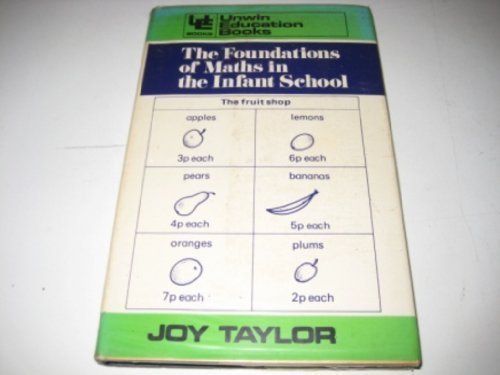 UEB
BOOKS
Unwin
Education
Books
The Foundations
of Maths in
the Infant School
The fruit shop
apples
3p each
lemons
6p each
pears
4p each
bananas
5p each
oranges
7p each
plums
2p each
JOY TAYLOR